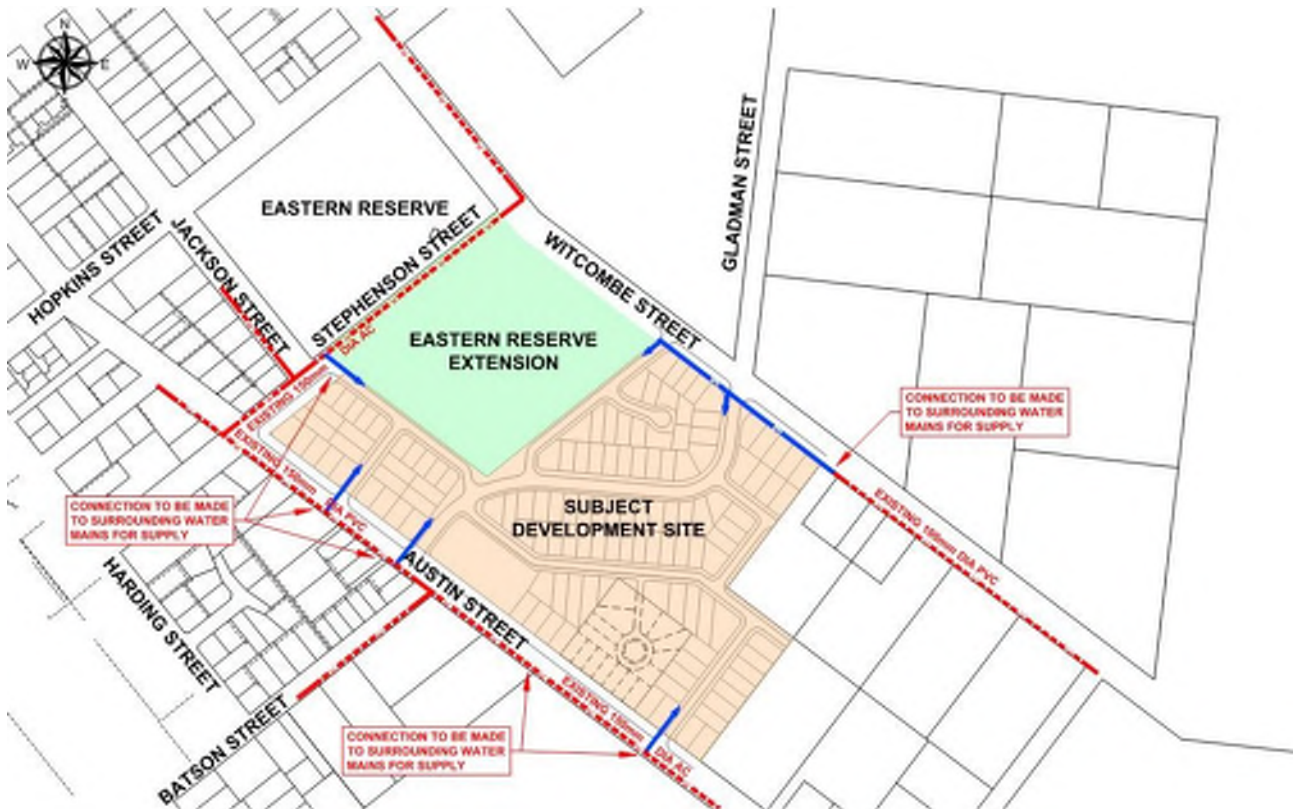 N
W
E
S
GLADMAN STREET
EASTERN RESERVE
HOPKINS STREET
JACKSON STREET
STEPHENSON STREET
WITCOMBE STREET
DIA AC
EASTERN RESERVE
EXTENSION
EXISTING 150mm
CONNECTION TO BE MADE
TO SURROUNDING WATER
MAINS FOR SUPPLY
EXISTING 150mm
DIA PVC
CONNECTION TO BE MADE
TO SURROUNDING WATER
MAINS FOR SUPPLY
SUBJECT
DEVELOPMENT SITE
EXISTING 100mm DIA PVC
HARDING STREET
AUSTIN STREET
EXISTING 150mm
DIA AC
BATSON STREET
CONNECTION TO BE MADE
TO SURROUNDING WATER
MAINS FOR SUPPLY